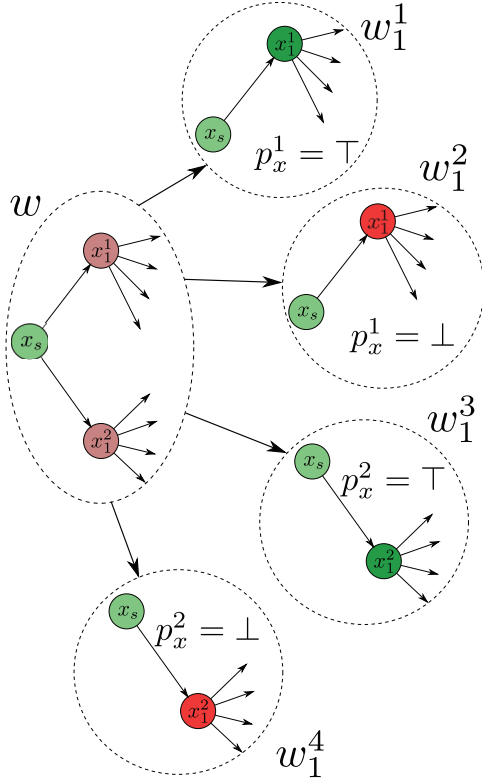 w_1^1
x_1^1
x_s
p_x^1 = ⊤
w_1^2
w
x_1^1
x_1^1
x_s
x_s
p_x^1 = ⊥
w_1^3
x_1^2
x_s
p_x^2 = ⊤
x_1^2
x_s
p_x^2 = ⊥
x_1^2
w_1^4